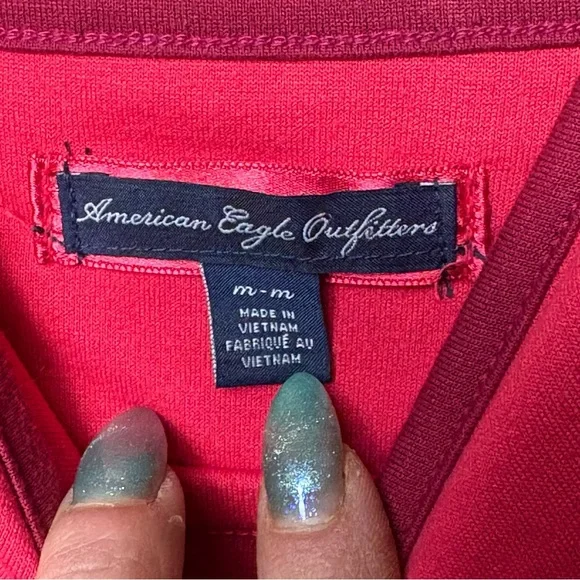 American Eagle Outfitters
m-m
MADE IN
VIETNAM
FABRIQUÉ AU
VIETNAM